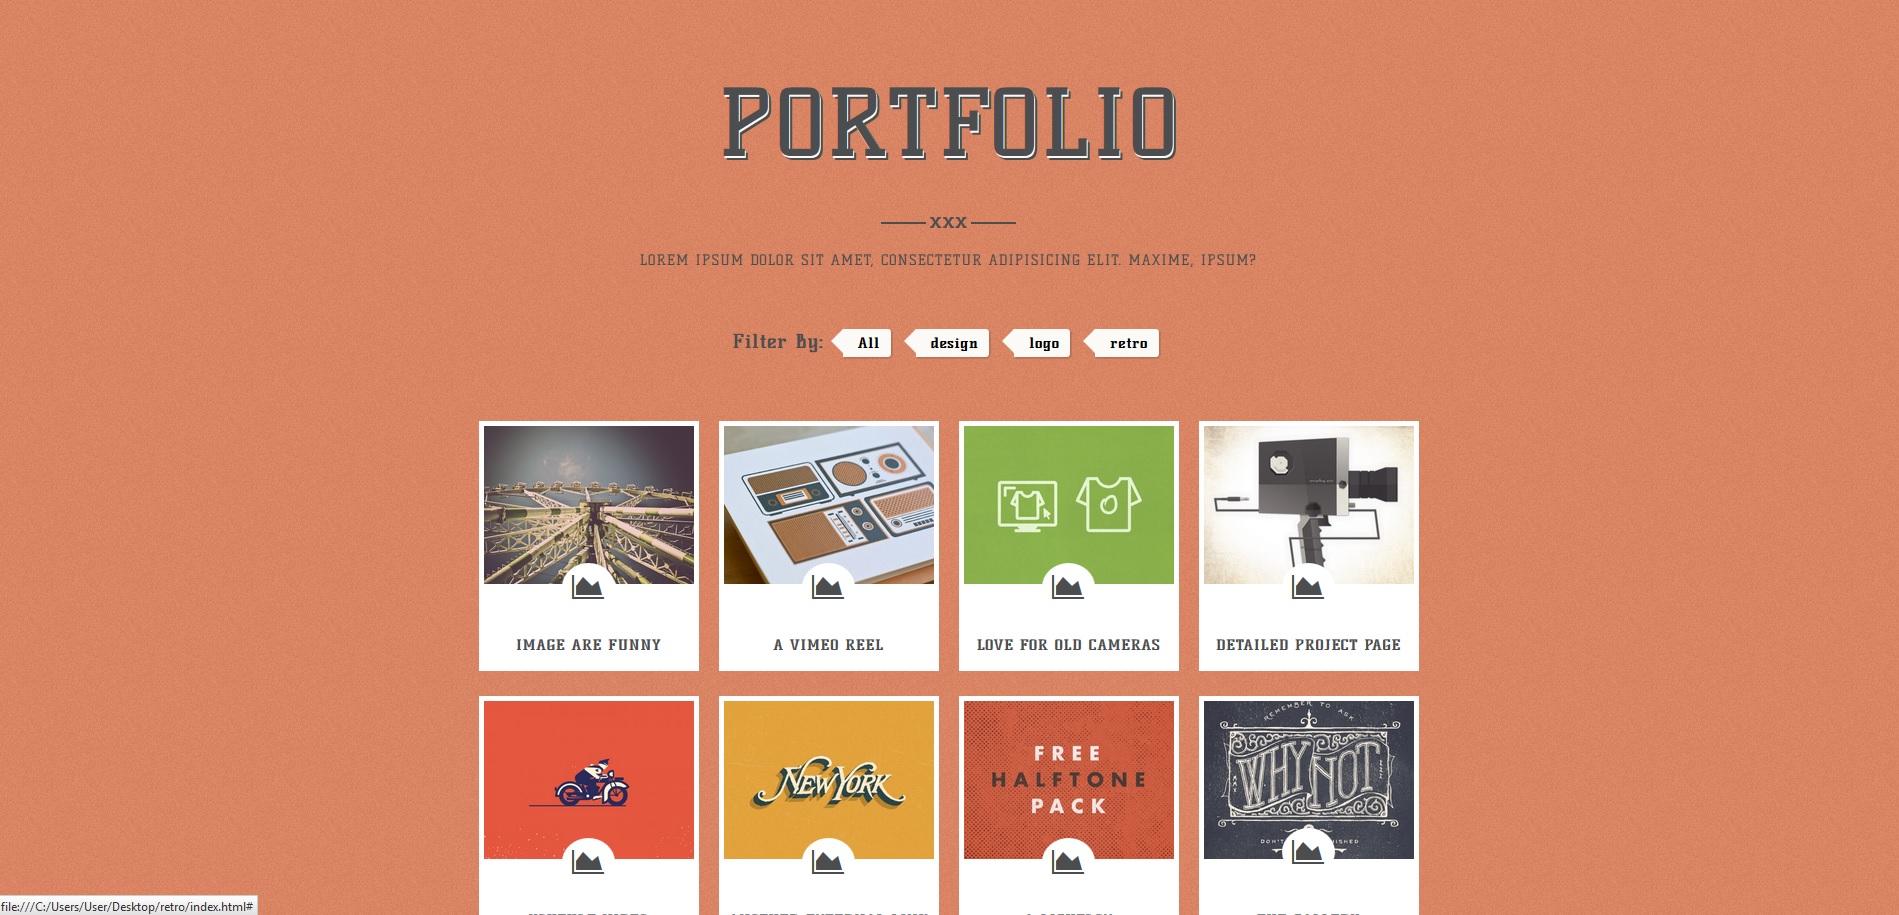 PORTFOLIO
XXX
LOREM IPSUM DOLOR SIT AMET, CONSECTETUR ADIPISICING ELIT. MAXIME, IPSUM?
Filter By: All design logo retro
IMAGE ARE FUNNY A VIMEO REEL LOVE FOR OLD CAMERAS DETAILED PROJECT PAGE
NEW YORK
FREE
HALFTONE
PACK
REMEMBER TO ASK
WHY NOT
file:///C:/Users/User/Desktop/retro/index.html#